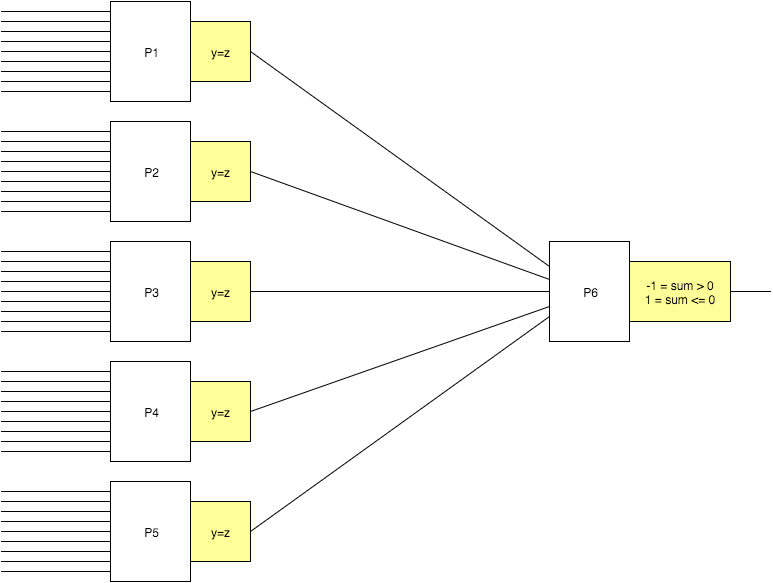 P1
y=z
P2
y=z
P3
y=z
P6
-1 = sum > 0
1 = sum <= 0
P4
y=z
P5
y=z